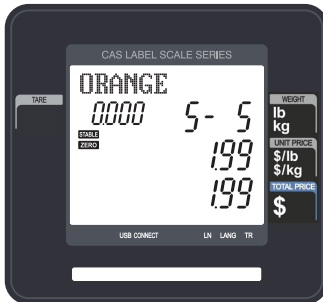 CAS LABEL SCALE SERIES
ORANGE
TARE
0.000 5- 5
WEIGHT
lb
kg
STABLE
ZERO
1.99
UNIT PRICE
$/lb
$/kg
1.99
TOTAL PRICE
$
USB CONNECT LN LANG TR